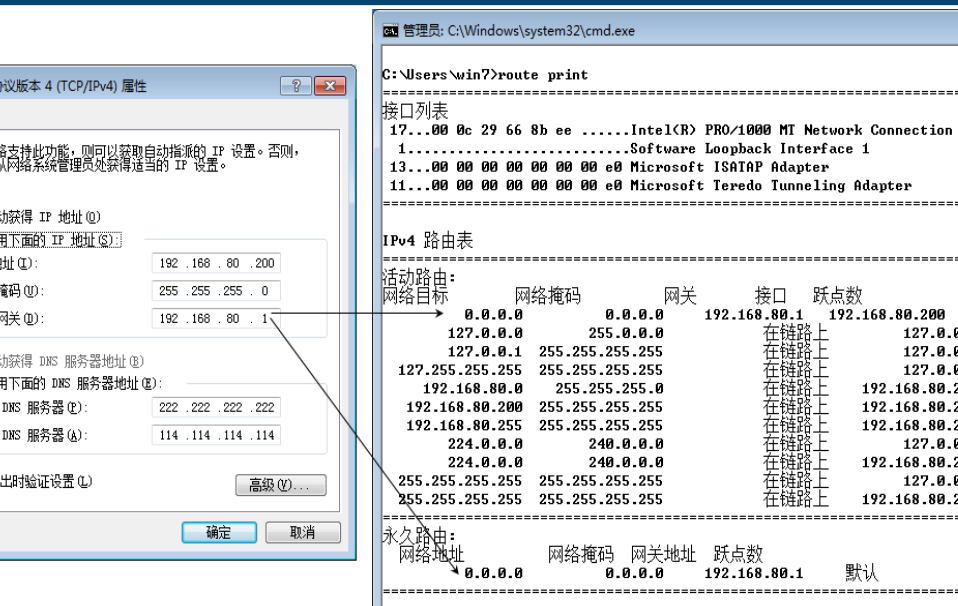 协议版本 4 (TCP/IPv4) 属性
络支持此功能，则可以获取自动指派的 IP 设置。否则，
从网络系统管理员处获得适当的 IP 设置。
动获得 IP 地址(O)
用下面的 IP 地址(S):
地址(I): 192 .168 . 80 .200
掩码(U): 255 .255 .255 . 0
网关(D): 192 .168 . 80 . 1
动获得 DNS 服务器地址(B)
用下面的 DNS 服务器地址(E):
DNS 服务器(P): 222 .222 .222 .222
DNS 服务器(A): 114 .114 .114 .114
出时验证设置(L)
高级(V)...
确定 取消
管理员: C:\Windows\system32\cmd.exe
C:\Users\win7>route print
接口列表
17...00 0c 29 66 8b ee ......Intel(R) PRO/1000 MT Network Connection
1...........................Software Loopback Interface 1
13...00 00 00 00 00 00 00 e0 Microsoft ISATAP Adapter
11...00 00 00 00 00 00 00 e0 Microsoft Teredo Tunneling Adapter
IPv4 路由表
活动路由:
网络目标 网络掩码 网关 接口 跃点数
0.0.0.0 0.0.0.0 192.168.80.1 192.168.80.200
127.0.0.0 255.0.0.0 在链路上 127.0.0
127.0.0.1 255.255.255.255 在链路上 127.0.0
127.255.255.255 255.255.255.255 在链路上 127.0.0
192.168.80.0 255.255.255.0 在链路上 192.168.80.2
192.168.80.200 255.255.255.255 在链路上 192.168.80.2
192.168.80.255 255.255.255.255 在链路上 192.168.80.2
224.0.0.0 240.0.0.0 在链路上 127.0.0
224.0.0.0 240.0.0.0 在链路上 192.168.80.2
255.255.255.255 255.255.255.255 在链路上 127.0.0
255.255.255.255 255.255.255.255 在链路上 192.168.80.2
永久路由:
网络地址 网络掩码 网关地址 跃点数
0.0.0.0 0.0.0.0 192.168.80.1 默认